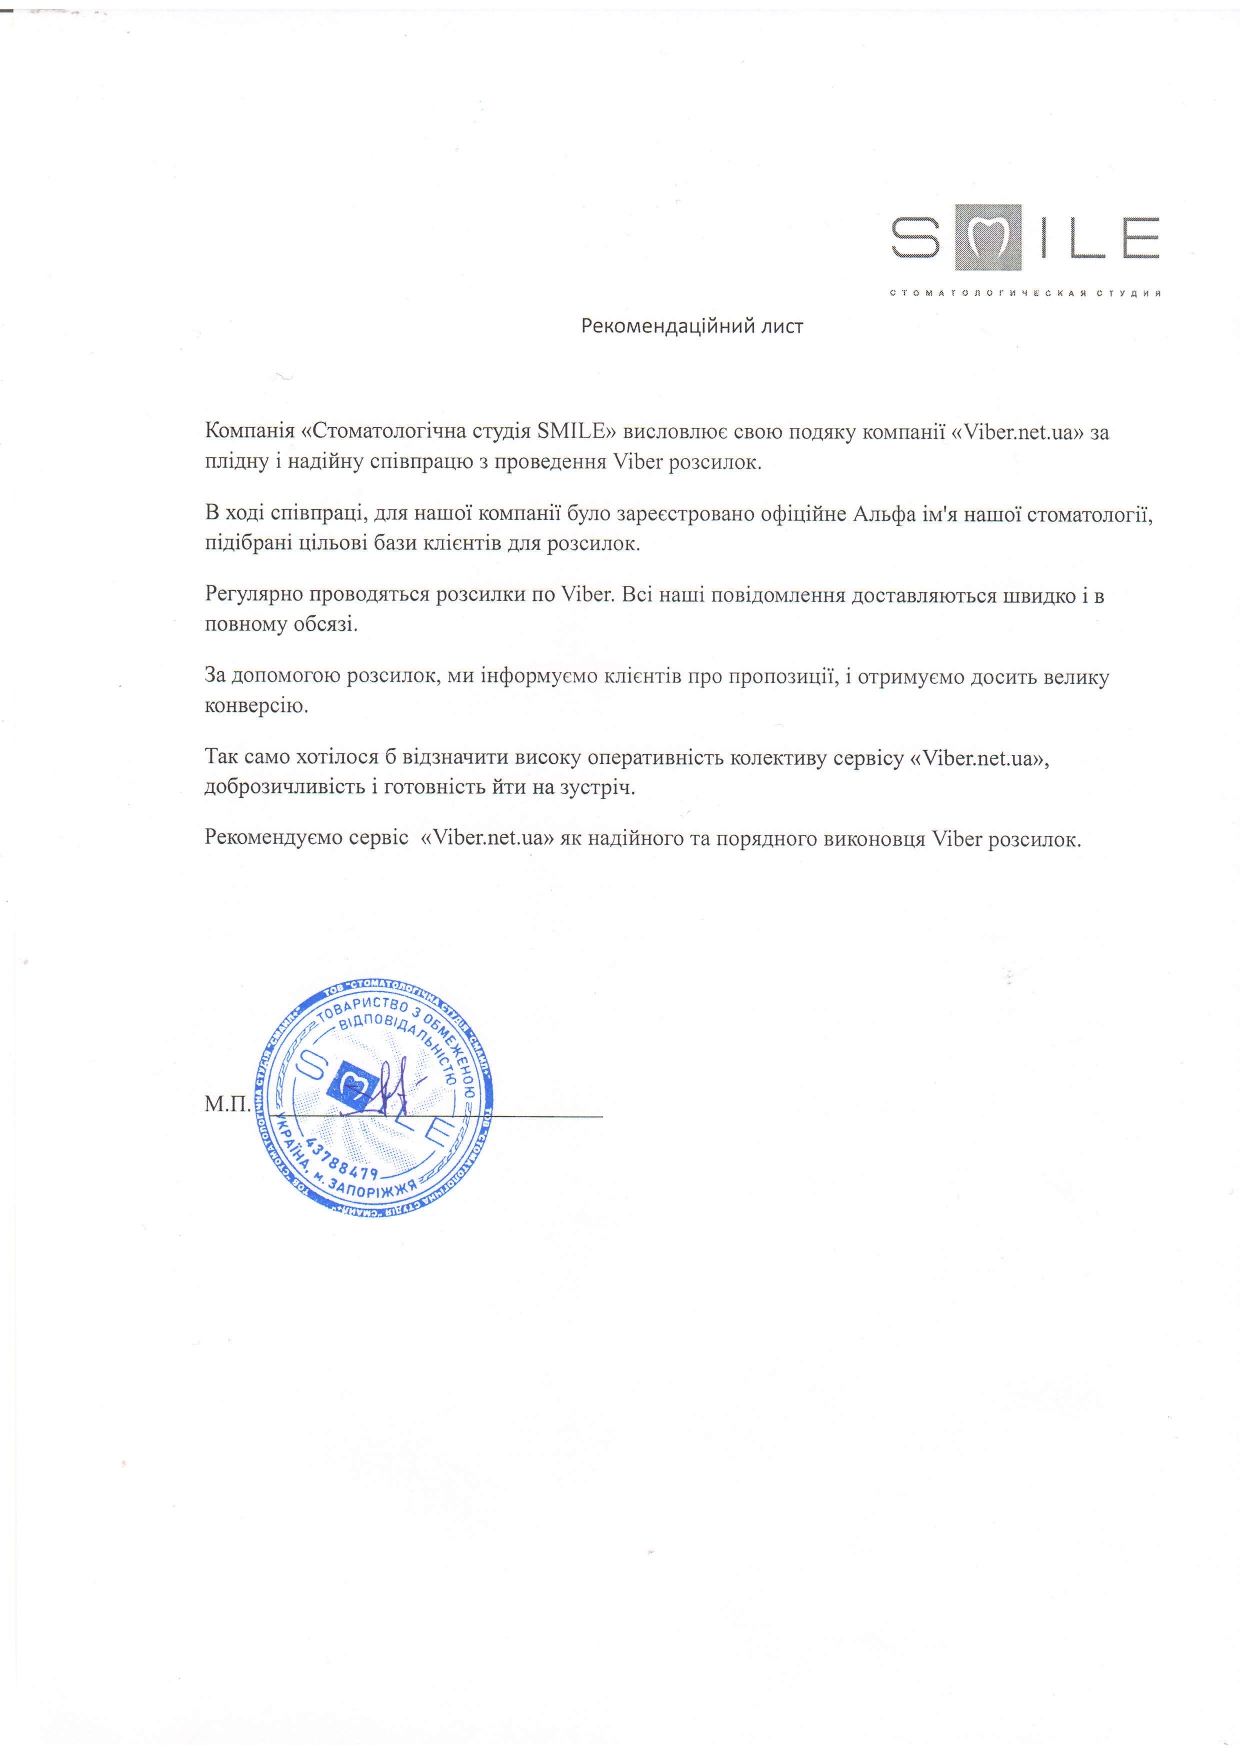 SMILE
СТОМАТОЛОГИЧЕСКАЯ СТУДИЯ
Рекомендаційний лист
Компанія «Стоматологічна студія SMILE» висловлює свою подяку компанії «Viber.net.ua» за
плідну і надійну співпрацю з проведення Viber розсилок.
В ході співпраці, для нашої компанії було зареєстровано офіційне Альфа ім'я нашої стоматології,
підібрані цільові бази клієнтів для розсилок.
Регулярно проводяться розсилки по Viber. Всі наші повідомлення доставляються швидко і в
повному обсязі.
За допомогою розсилок, ми інформуємо клієнтів про пропозиції, і отримуємо досить велику
конверсію.
Так само хотілося б відзначити високу оперативність колективу сервісу «Viber.net.ua»,
доброзичливість і готовність йти на зустріч.
Рекомендуємо сервіс «Viber.net.ua» як надійного та порядного виконовця Viber розсилок.
ТОВ "СТОМАТОЛОГІЧНА СТУДІЯ "СМАЙЛ"
ТОВАРИСТВО З ОБМЕЖЕНОЮ
ВІДПОВІДАЛЬНІСТЮ
SMILE
М.П.
43788479
УКРАЇНА, м. ЗАПОРІЖЖЯ